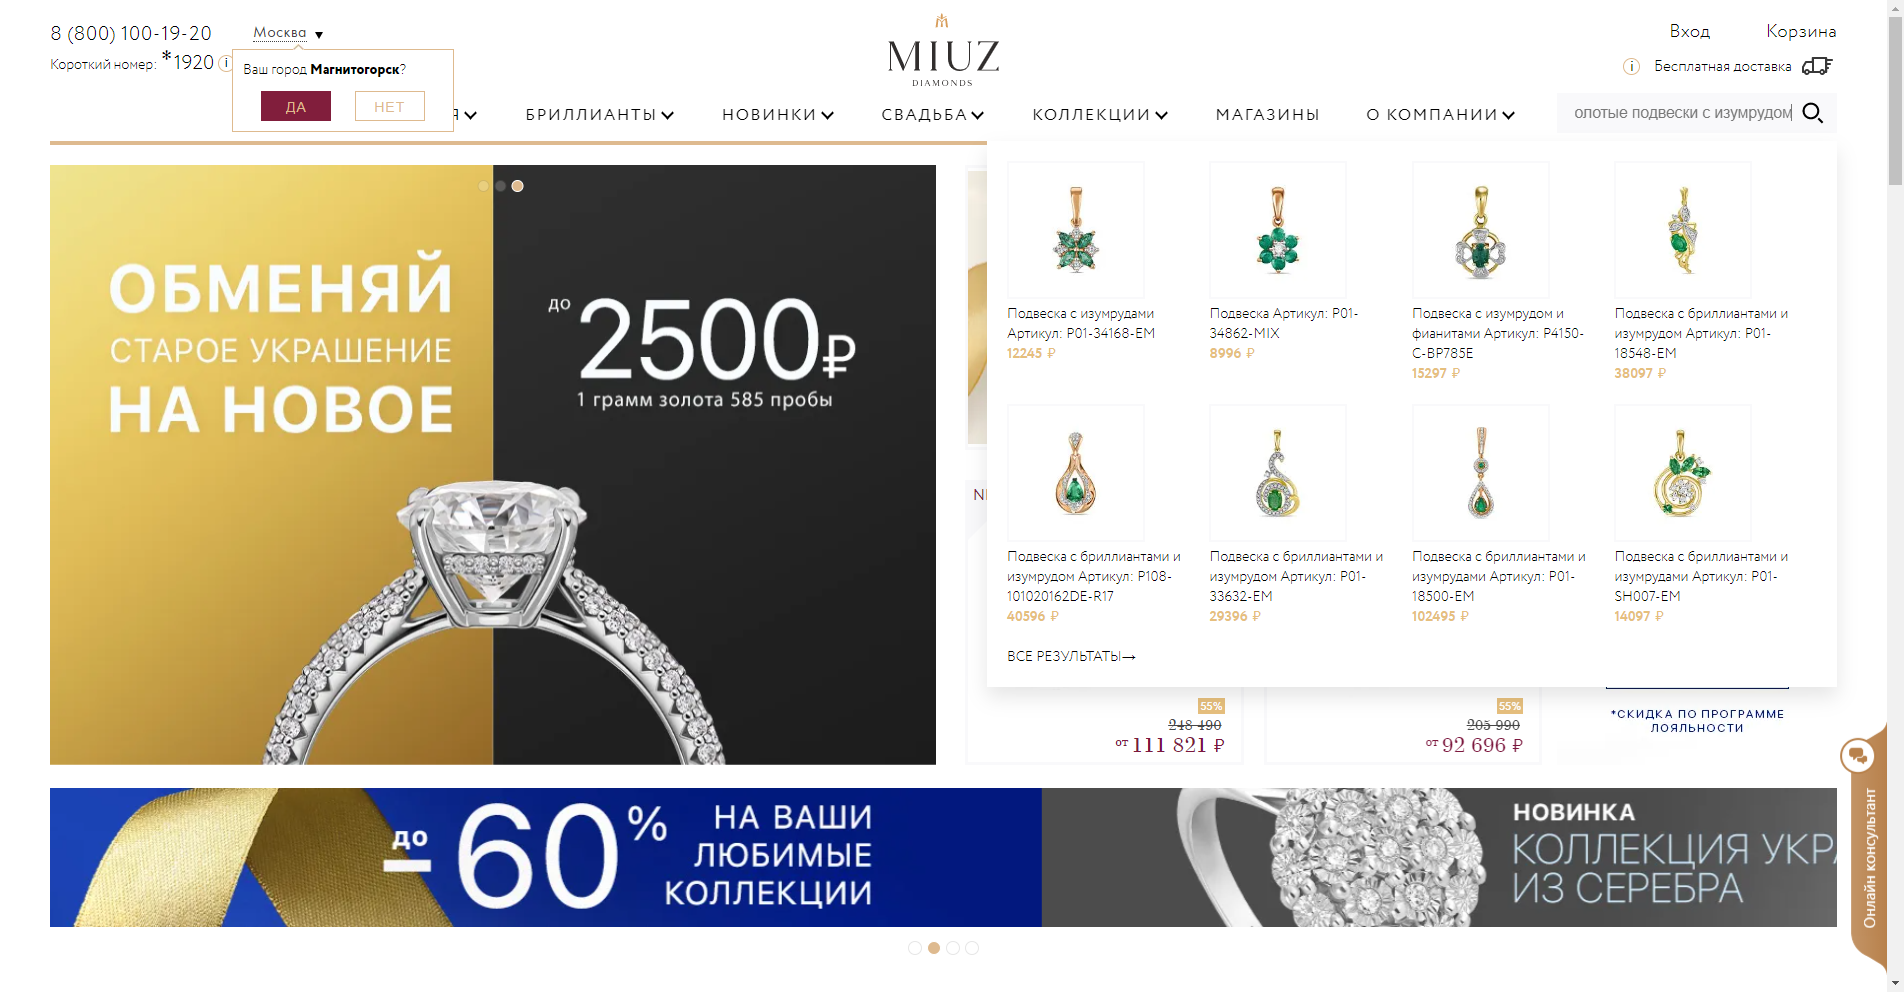 8 (800) 100-19-20
Москва ▼
Короткий номер: *1920 i
Ваш город Магнитогорск?
ДА
НЕТ
MIUZ
DIAMONDS
Вход
Корзина
i Бесплатная доставка
БРИЛЛИАНТЫ
НОВИНКИ
СВАДЬБА
КОЛЛЕКЦИИ
МАГАЗИНЫ
О КОМПАНИИ
олотые подвески с изумрудом
ОБМЕНЯЙ
СТАРОЕ УКРАШЕНИЕ
НА НОВОЕ
до 2500₽
1 грамм золота 585 пробы
Подвеска с изумрудами
Артикул: P01-34168-EM
12245 ₽
Подвеска Артикул: P01-
34862-MIX
8996 ₽
Подвеска с изумрудом и
фианитами Артикул: P4150-
C-BP785E
15297 ₽
Подвеска с бриллиантами и
изумрудом Артикул: P01-
18548-EM
38097 ₽
Подвеска с бриллиантами и
изумрудом Артикул: P108-
101020162DE-R17
40596 ₽
Подвеска с бриллиантами и
изумрудом Артикул: P01-
33632-EM
29396 ₽
Подвеска с бриллиантами и
изумрудами Артикул: P01-
18500-EM
102495 ₽
Подвеска с бриллиантами и
изумрудами Артикул: P01-
SH007-EM
14097 ₽
ВСЕ РЕЗУЛЬТАТЫ→
55%
248 490
от 111 821 ₽
55%
205 990
от 92 696 ₽
*СКИДКА ПО ПРОГРАММЕ
ЛОЯЛЬНОСТИ
до –60%
НА ВАШИ
ЛЮБИМЫЕ
КОЛЛЕКЦИИ
НОВИНКА
КОЛЛЕКЦИЯ УКРА
ИЗ СЕРЕБРА
Онлайн консультант